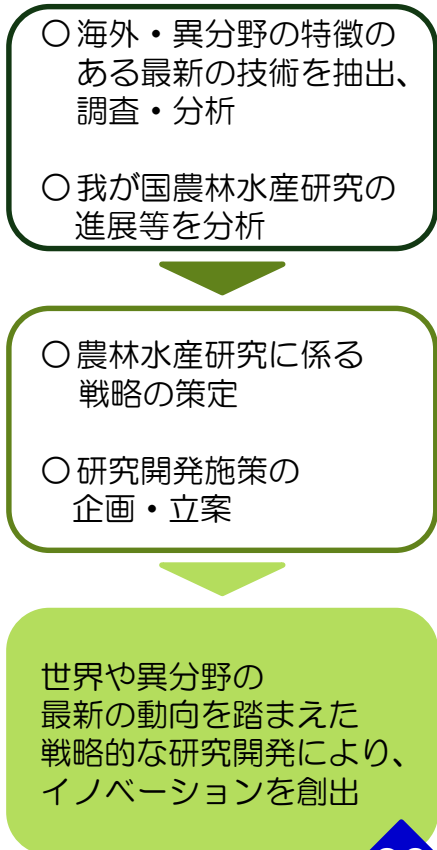 〇海外・異分野の特徴の
ある最新の技術を抽出、
調査・分析
〇我が国農林水産研究の
進展等を分析
〇農林水産研究に係る
戦略の策定
〇研究開発施策の
企画・立案
世界や異分野の
最新の動向を踏まえた
戦略的な研究開発により、
イノベーションを創出